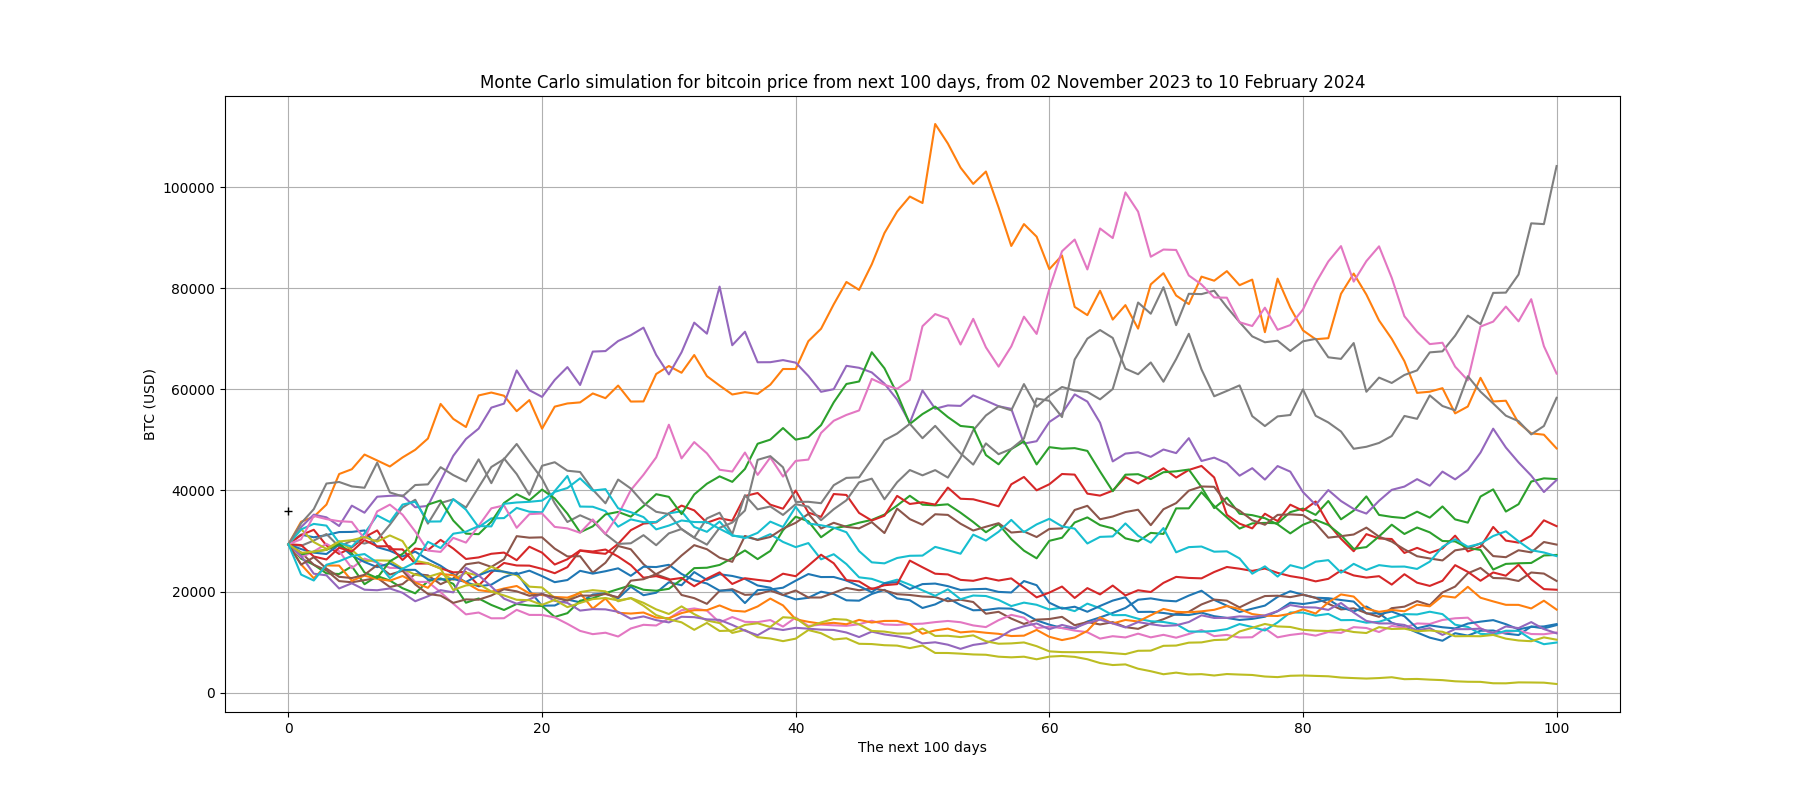 Monte Carlo simulation for bitcoin price from next 100 days, from 02 November 2023 to 10 February 2024
BTC (USD)
100000
80000
60000
40000
20000
0
0 20 40 60 80 100
The next 100 days